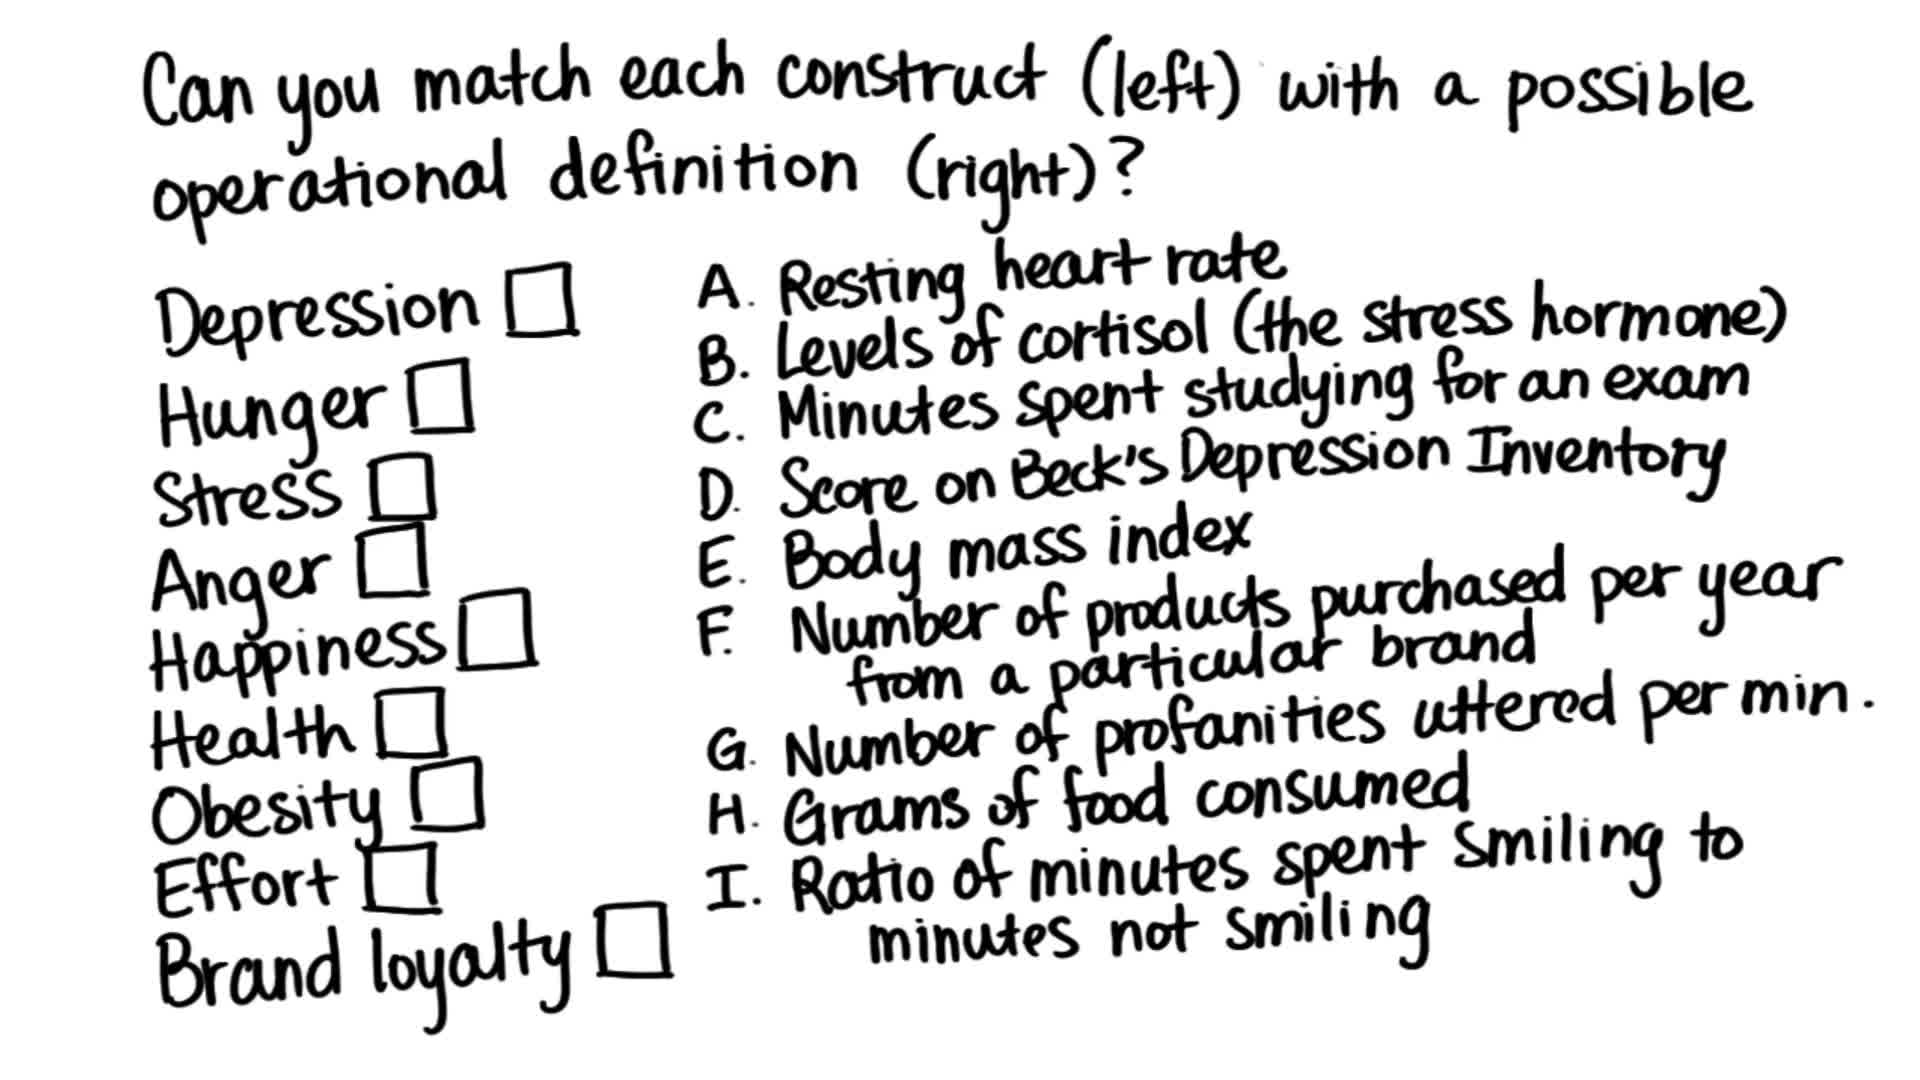 Can you match each construct (left) with a possible
operational definition (right)?
Depression
Hunger
Stress
Anger
Happiness
Health
Obesity
Effort
Brand loyalty
A. Resting heart rate
B. Levels of cortisol (the stress hormone)
C. Minutes spent studying for an exam
D. Score on Beck's Depression Inventory
E. Body mass index
F. Number of products purchased per year
from a particular brand
G. Number of profanities uttered per min.
H. Grams of food consumed
I. Ratio of minutes spent smiling to
minutes not smiling